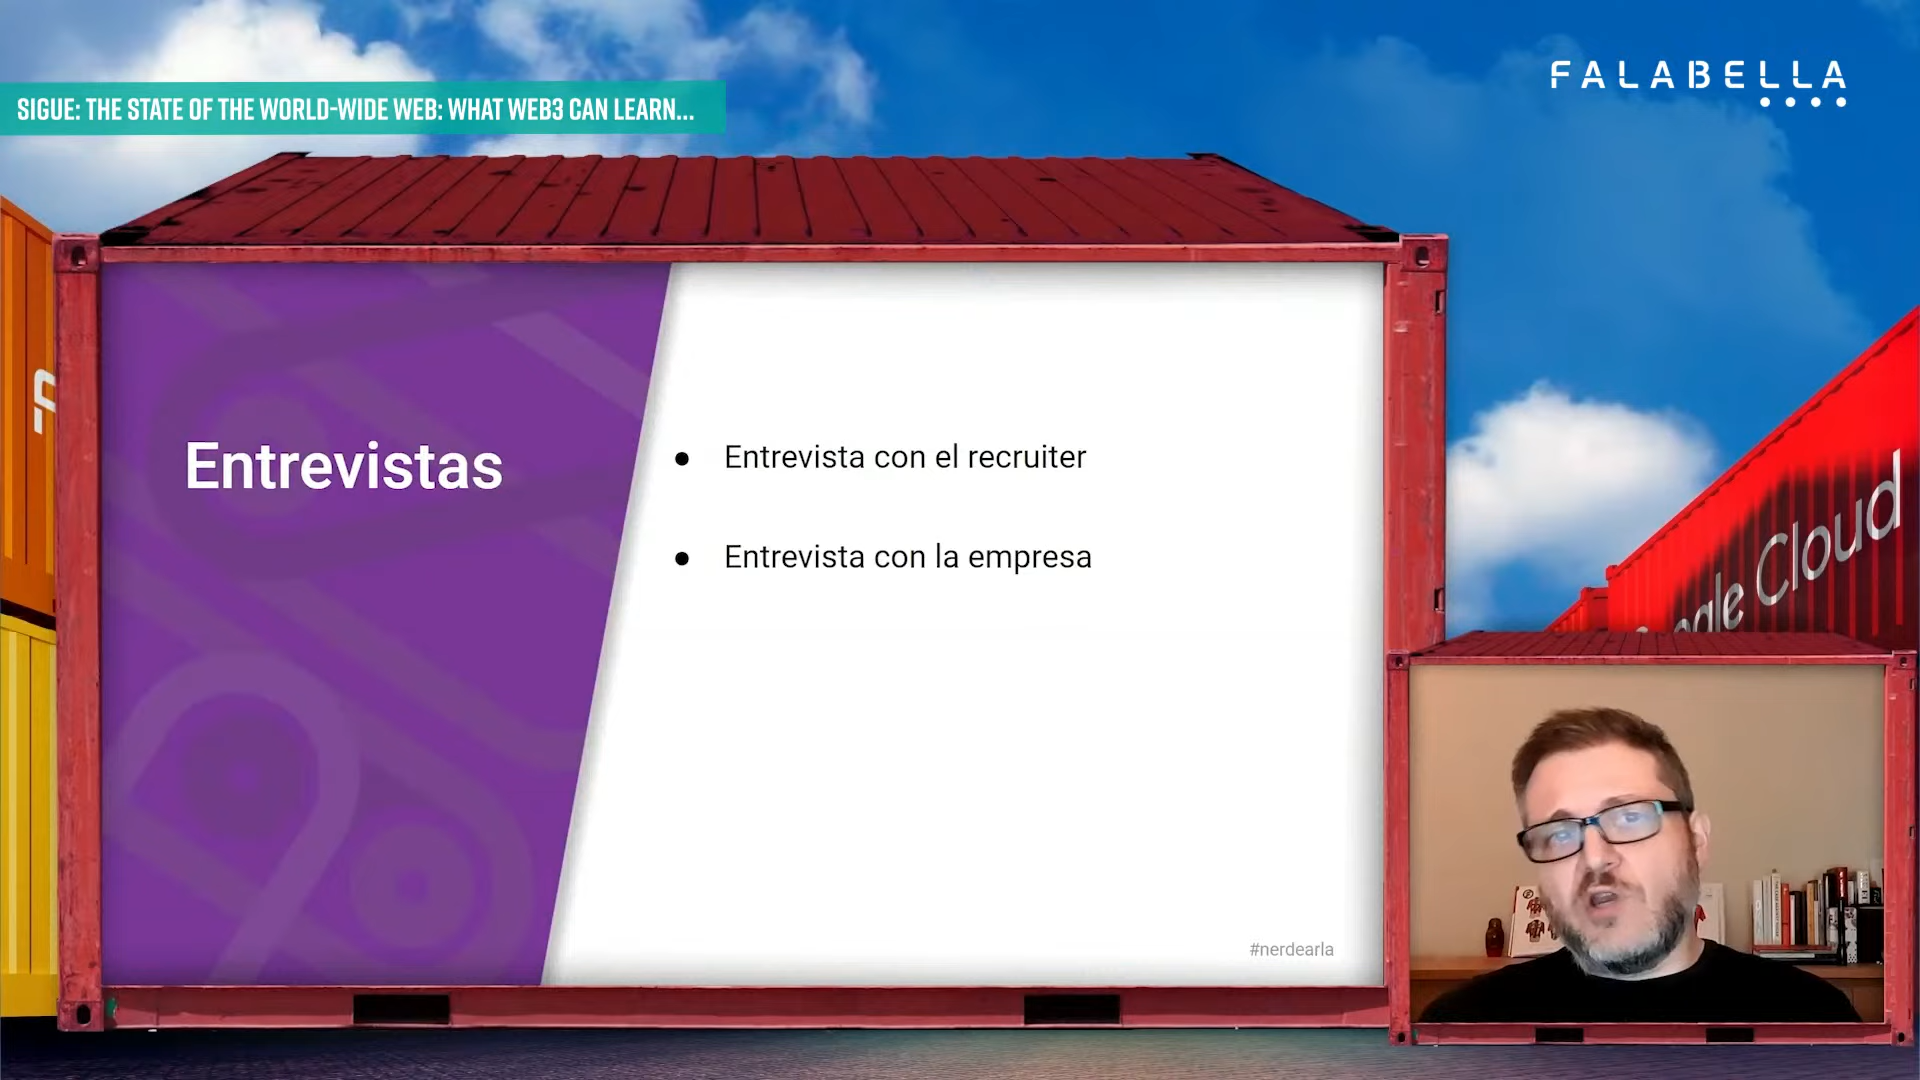 FALABELLA
SIGUE: THE STATE OF THE WORLD-WIDE WEB: WHAT WEB3 CAN LEARN...
Entrevistas
● Entrevista con el recruiter
● Entrevista con la empresa
#nerdearla
Cloud